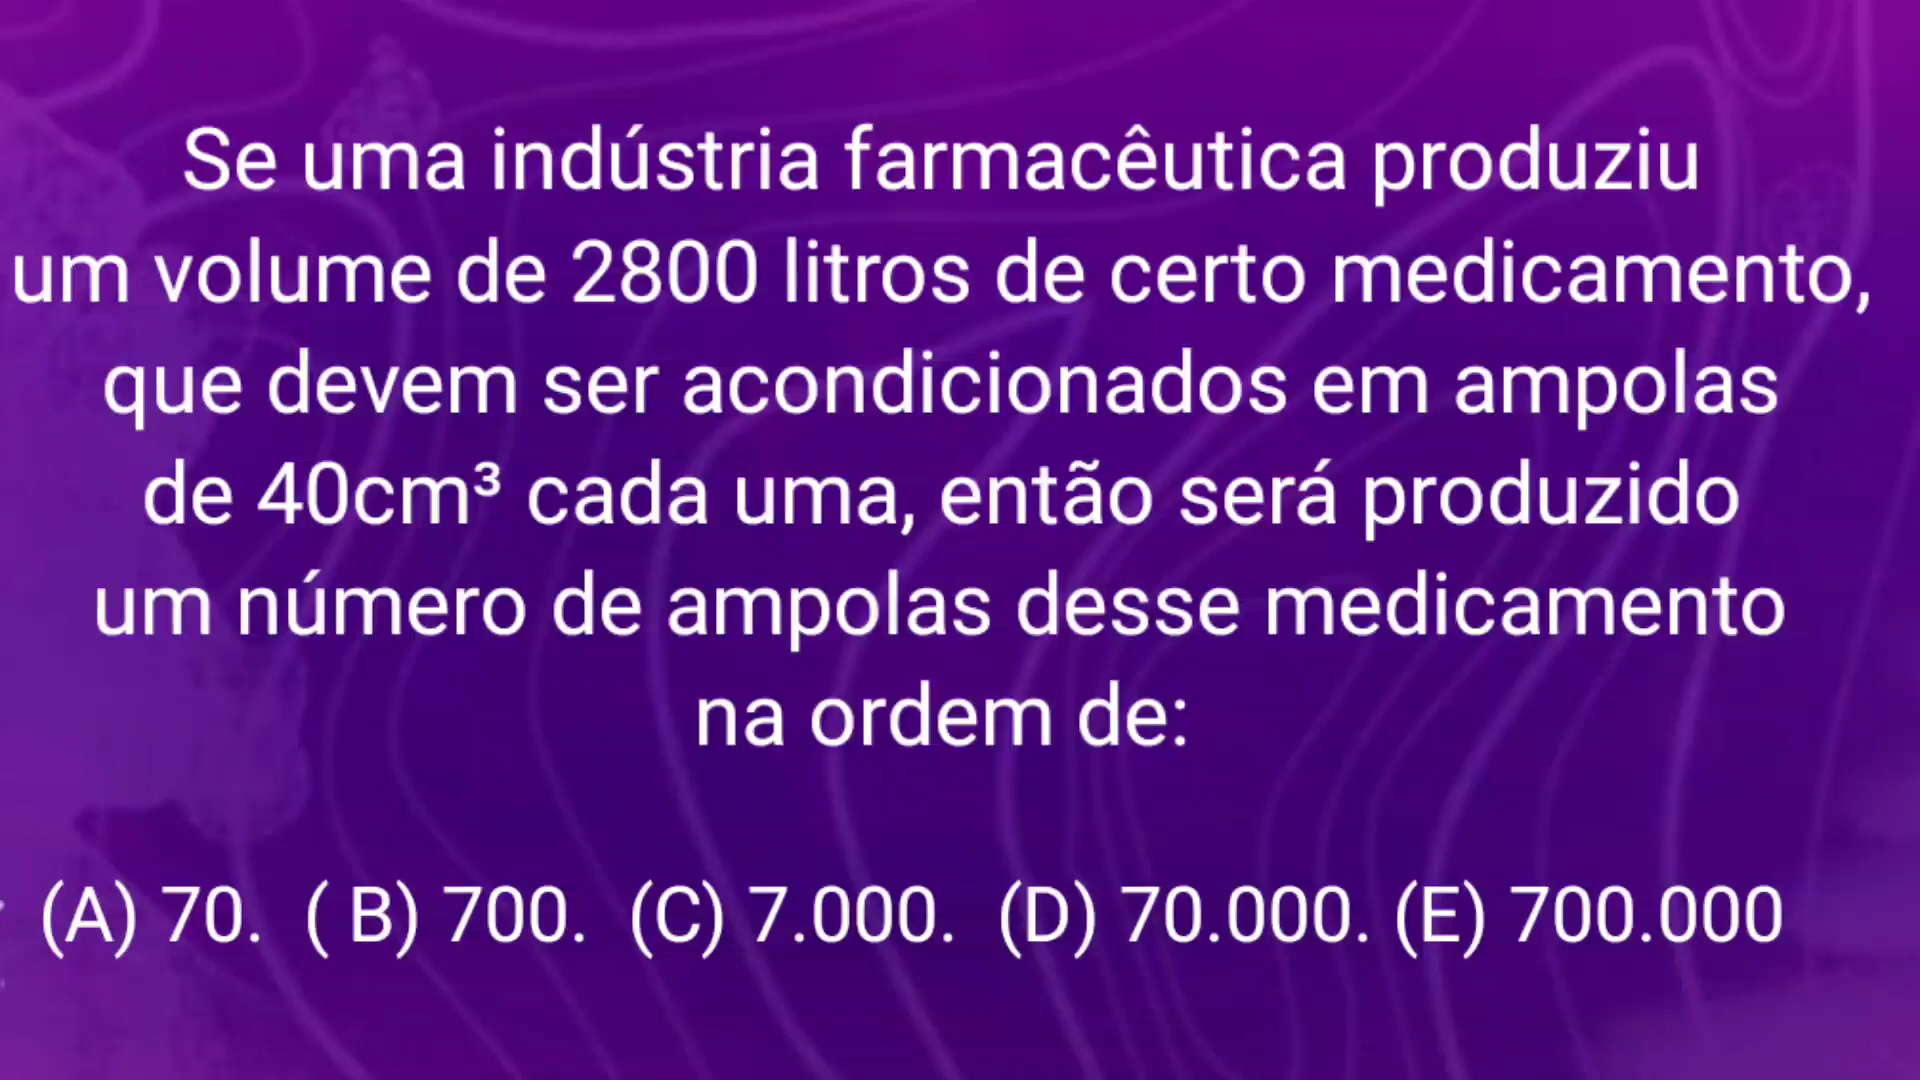 Se uma indústria farmacêutica produziu
um volume de 2800 litros de certo medicamento,
que devem ser acondicionados em ampolas
de 40cm³ cada uma, então será produzido
um número de ampolas desse medicamento
na ordem de:
(A) 70. ( B) 700. (C) 7.000. (D) 70.000. (E) 700.000